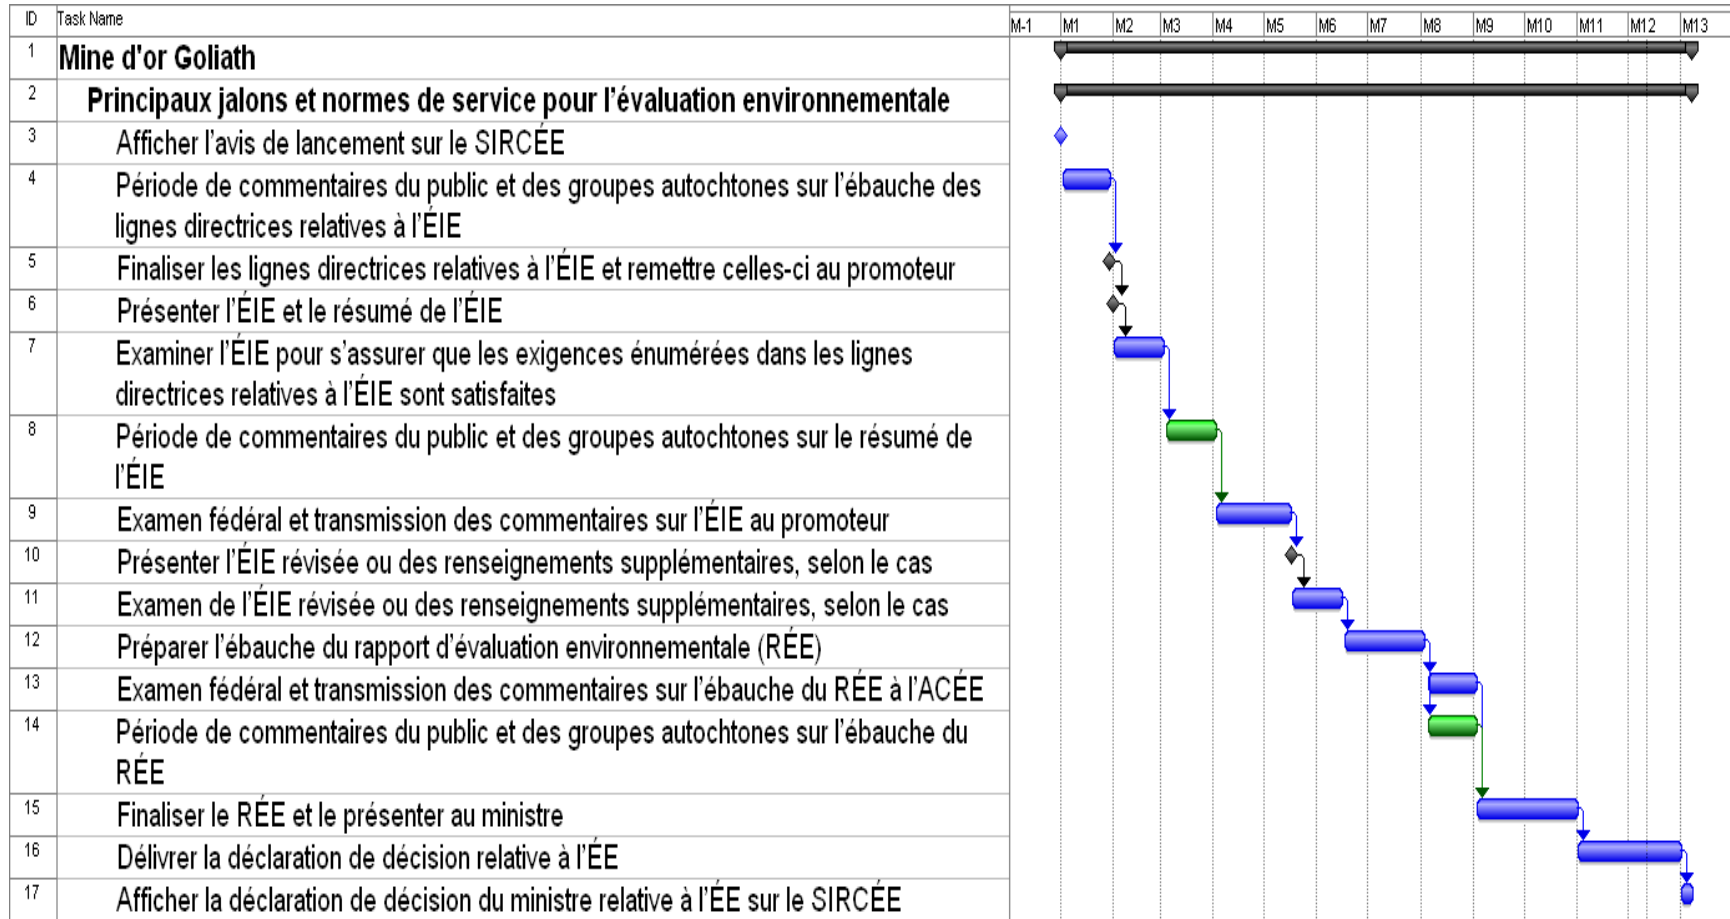 ID Task Name M-1 M1 M2 M3 M4 M5 M6 M7 M8 M9 M10 M11 M12 M13
1 Mine d'or Goliath
2 Principaux jalons et normes de service pour l'évaluation environnementale
3 Afficher l'avis de lancement sur le SIRCÉE
4 Période de commentaires du public et des groupes autochtones sur l'ébauche des
lignes directrices relatives à l'ÉIE
5 Finaliser les lignes directrices relatives à l'ÉIE et remettre celles-ci au promoteur
6 Présenter l'ÉIE et le résumé de l'ÉIE
7 Examiner l'ÉIE pour s'assurer que les exigences énumérées dans les lignes
directrices relatives à l'ÉIE sont satisfaites
8 Période de commentaires du public et des groupes autochtones sur le résumé de
l'ÉIE
9 Examen fédéral et transmission des commentaires sur l'ÉIE au promoteur
10 Présenter l'ÉIE révisée ou des renseignements supplémentaires, selon le cas
11 Examen de l'ÉIE révisée ou des renseignements supplémentaires, selon le cas
12 Préparer l'ébauche du rapport d'évaluation environnementale (RÉE)
13 Examen fédéral et transmission des commentaires sur l'ébauche du RÉE à l'ACÉE
14 Période de commentaires du public et des groupes autochtones sur l'ébauche du
RÉE
15 Finaliser le RÉE et le présenter au ministre
16 Délivrer la déclaration de décision relative à l'ÉE
17 Afficher la déclaration de décision du ministre relative à l'ÉE sur le SIRCÉE